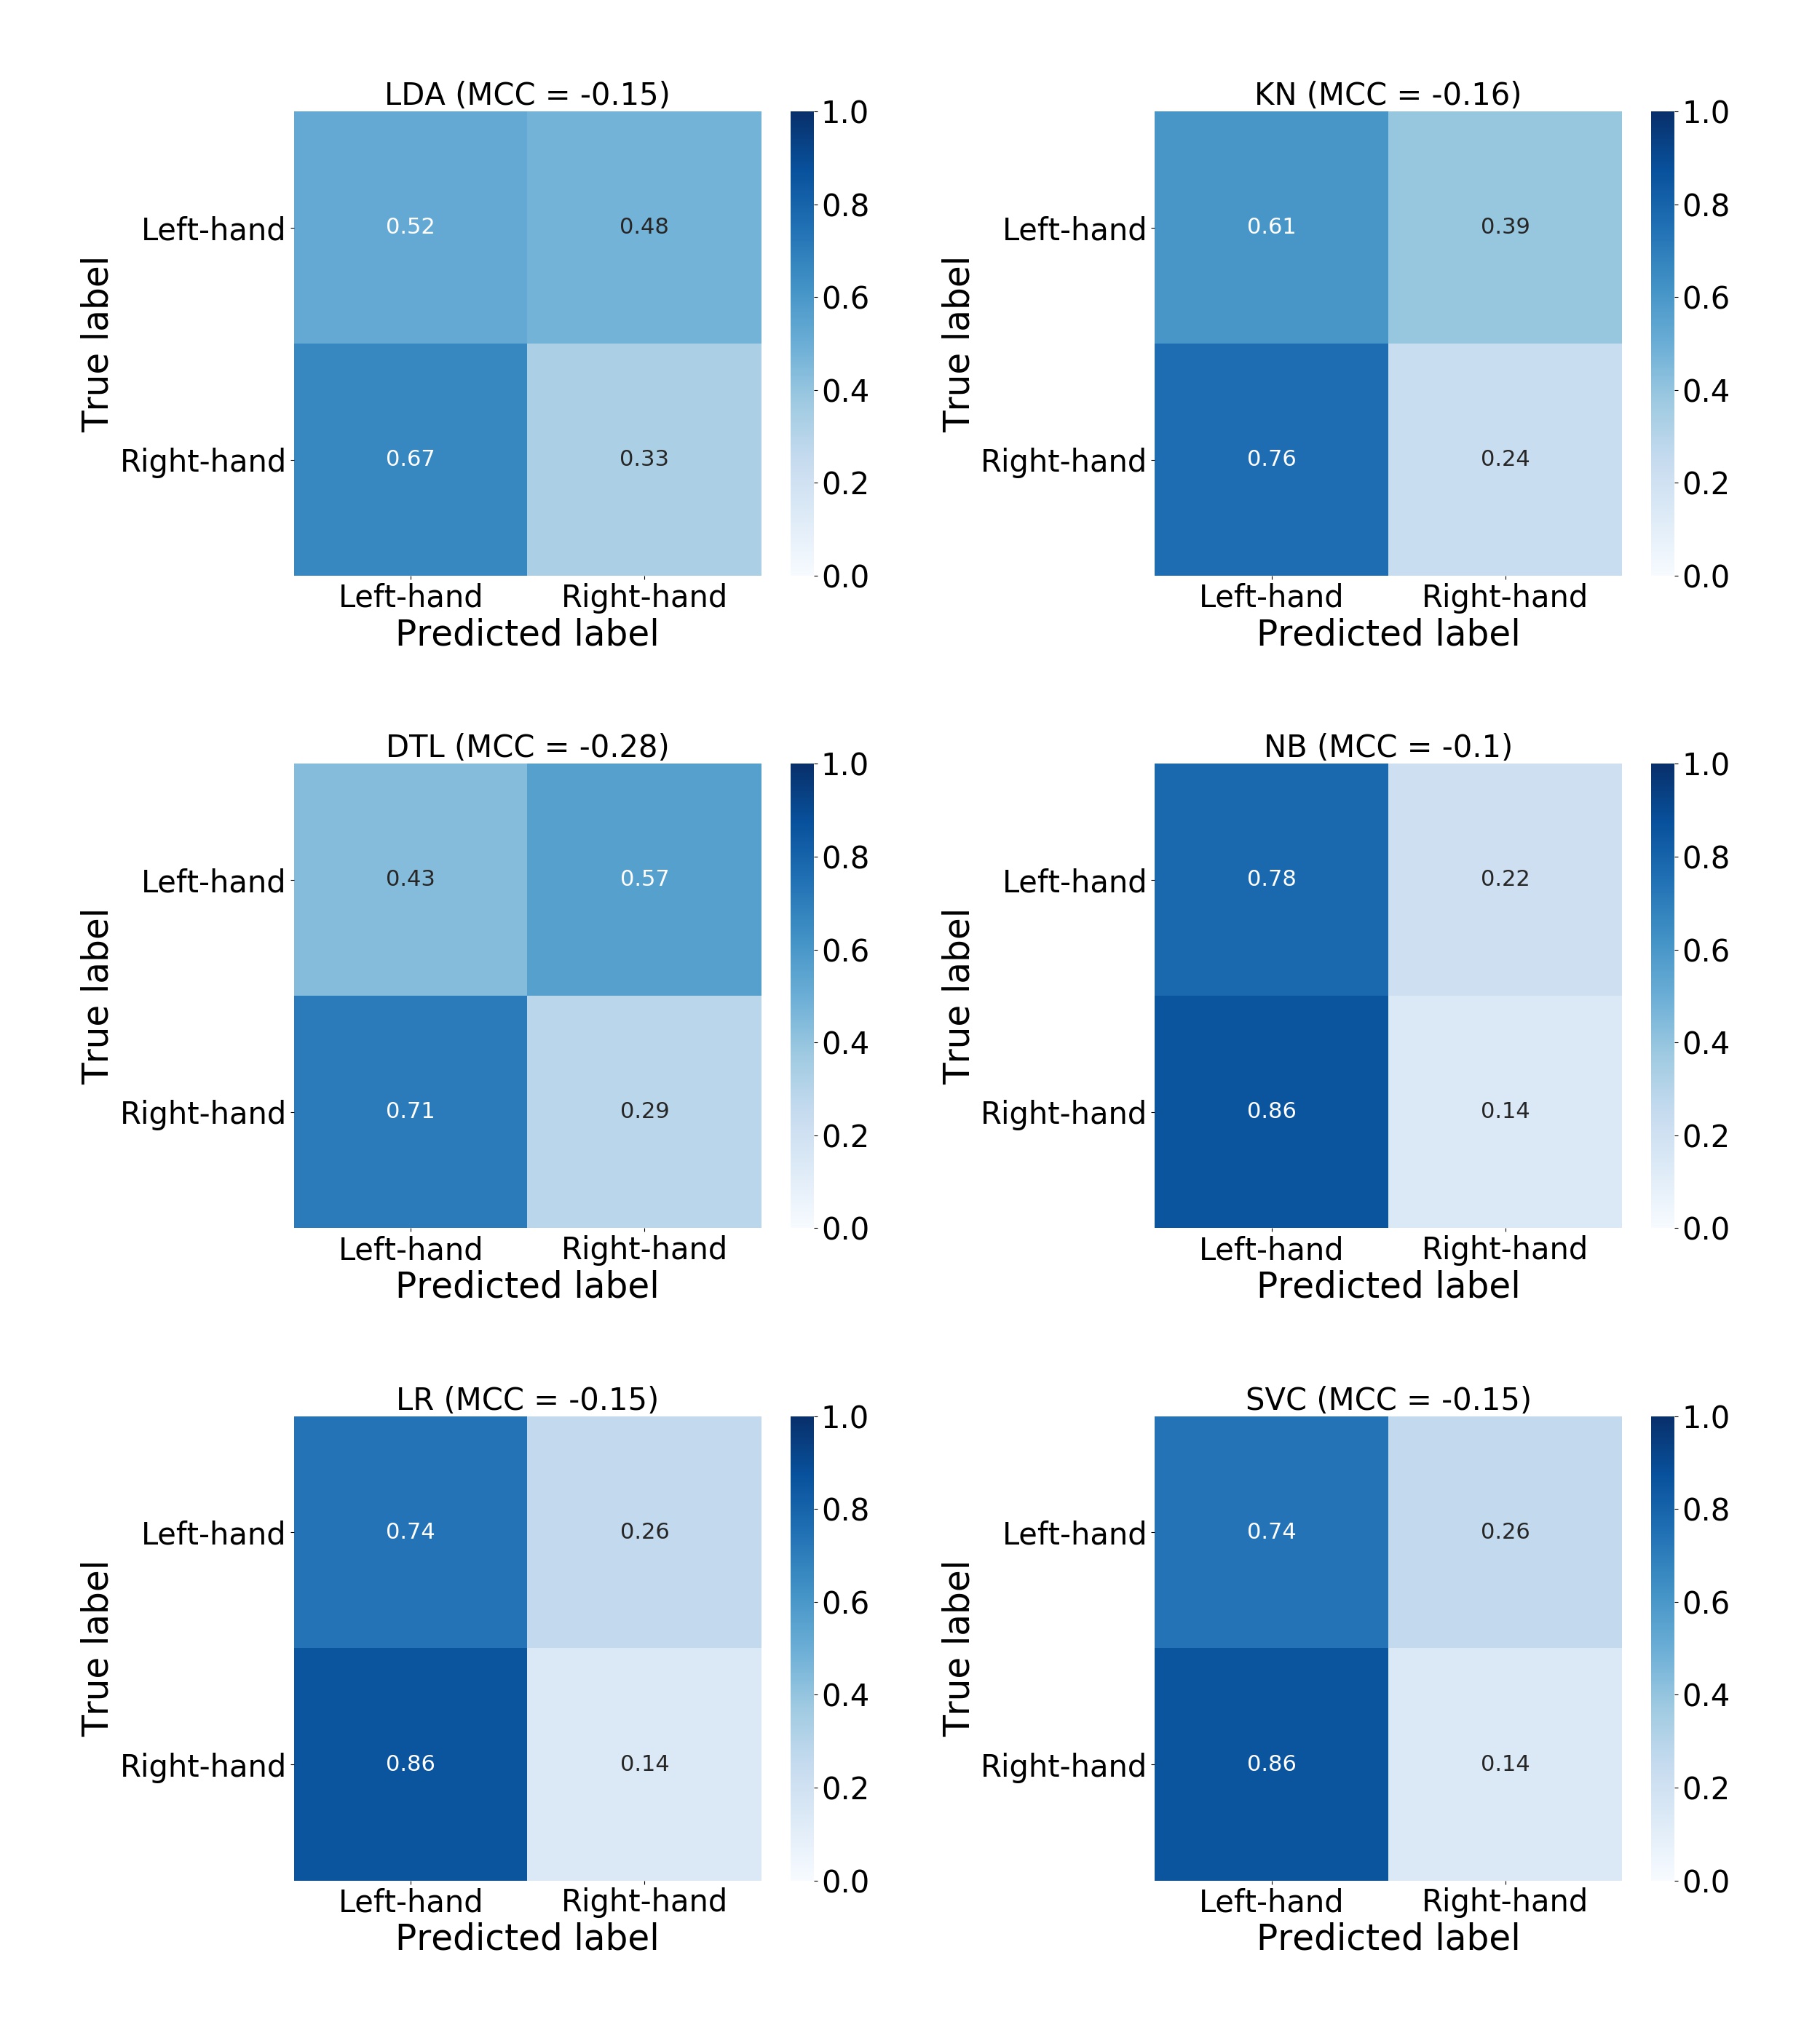 LDA (MCC = -0.15)
True label
Left-hand
0.52 0.48
Right-hand
0.67 0.33
Left-hand Right-hand
Predicted label
1.0
0.8
0.6
0.4
0.2
0.0
KN (MCC = -0.16)
True label
Left-hand
0.61 0.39
Right-hand
0.76 0.24
Left-hand Right-hand
Predicted label
1.0
0.8
0.6
0.4
0.2
0.0
DTL (MCC = -0.28)
True label
Left-hand
0.43 0.57
Right-hand
0.71 0.29
Left-hand Right-hand
Predicted label
1.0
0.8
0.6
0.4
0.2
0.0
NB (MCC = -0.1)
True label
Left-hand
0.78 0.22
Right-hand
0.86 0.14
Left-hand Right-hand
Predicted label
1.0
0.8
0.6
0.4
0.2
0.0
LR (MCC = -0.15)
True label
Left-hand
0.74 0.26
Right-hand
0.86 0.14
Left-hand Right-hand
Predicted label
1.0
0.8
0.6
0.4
0.2
0.0
SVC (MCC = -0.15)
True label
Left-hand
0.74 0.26
Right-hand
0.86 0.14
Left-hand Right-hand
Predicted label
1.0
0.8
0.6
0.4
0.2
0.0